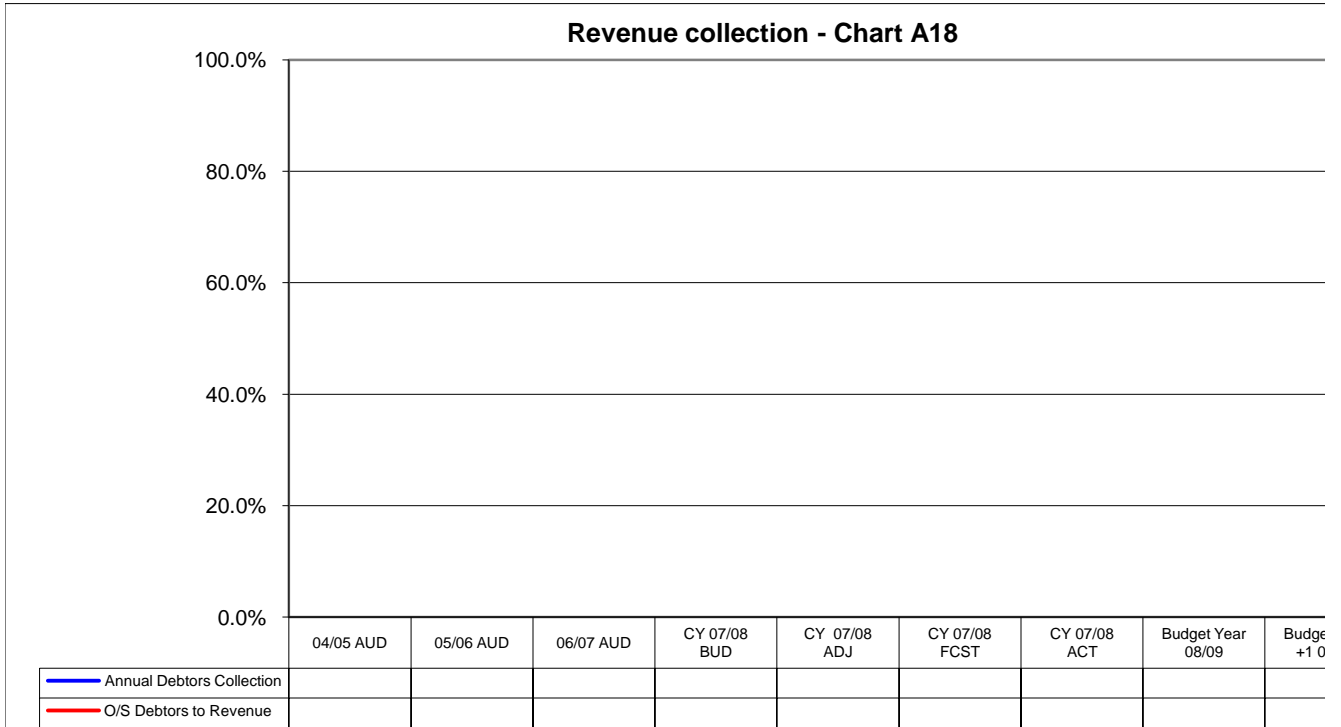 Revenue collection - Chart A18
100.0%
80.0%
60.0%
40.0%
20.0%
0.0%
04/05 AUD 05/06 AUD 06/07 AUD CY 07/08 BUD CY 07/08 ADJ CY 07/08 FCST CY 07/08 ACT Budget Year 08/09
Annual Debtors Collection
O/S Debtors to Revenue